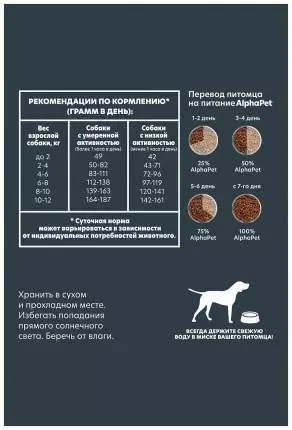 РЕКОМЕНДАЦИИ ПО КОРМЛЕНИЮ*
(ГРАММ В ДЕНЬ):
Вес взрослой собаки, кг | Собаки с умеренной активностью (более 1 часа в день) | Собаки с низкой активностью (менее 1 часа в день)
до 2 | 49 | 42
2-4 | 50-82 | 43-71
4-6 | 83-111 | 72-96
6-8 | 112-138 | 97-119
8-10 | 139-163 | 120-141
10-12 | 164-187 | 142-161
* Суточная норма
может варьироваться в зависимости
от индивидуальных потребностей животного.
Перевод питомца
на питание AlphaPet
1-2 день
3-4 день
25%
AlphaPet
50%
AlphaPet
5-6 день
с 7-го дня
75%
AlphaPet
100%
AlphaPet
Хранить в сухом
и прохладном месте.
Избегать попадания
прямого солнечного
света. Беречь от влаги.
ВСЕГДА ДЕРЖИТЕ СВЕЖУЮ
ВОДУ В МИСКЕ ВАШЕГО ПИТОМЦА!